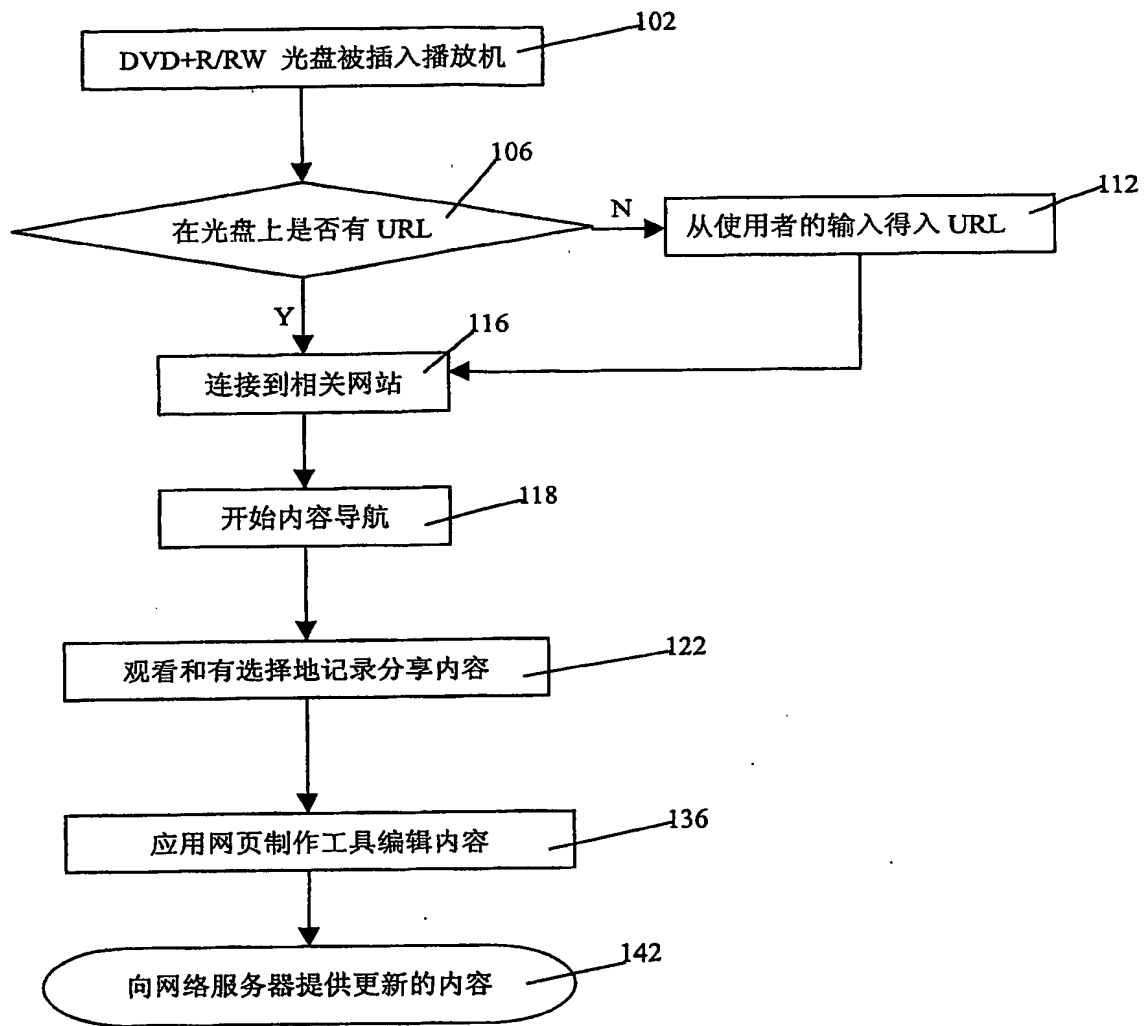 102
DVD+R/RW 光盘被插入播放机
106
在光盘上是否有 URL
N
112
从使用者的输入得入 URL
Y
116
连接到相关网站
118
开始内容导航
122
观看和有选择地记录分享内容
136
应用网页制作工具编辑内容
142
向网络服务器提供更新的内容